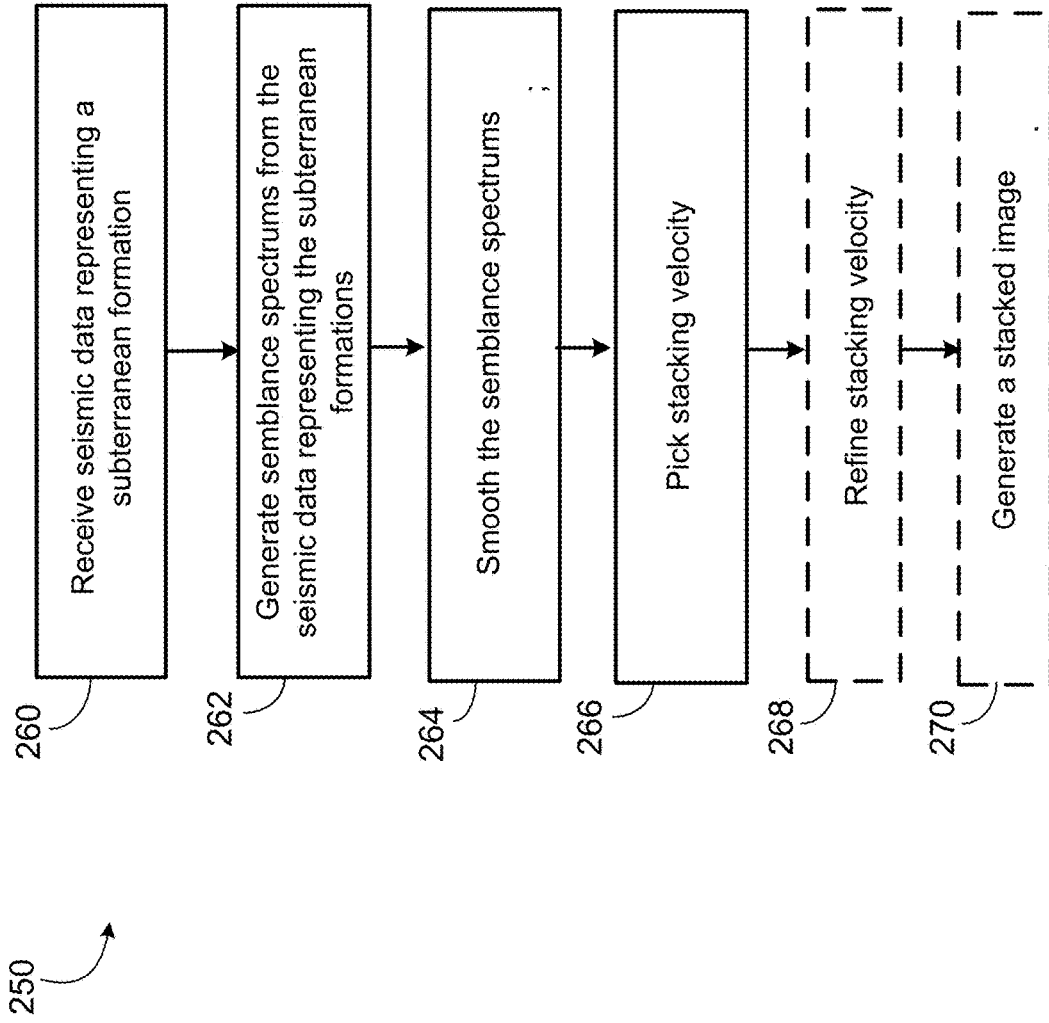 250
260
Receive seismic data representing a
subterranean formation
262
Generate semblance spectrums from the
seismic data representing the subterranean
formations
264
Smooth the semblance spectrums
266
Pick stacking velocity
268
Refine stacking velocity
270
Generate a stacked image